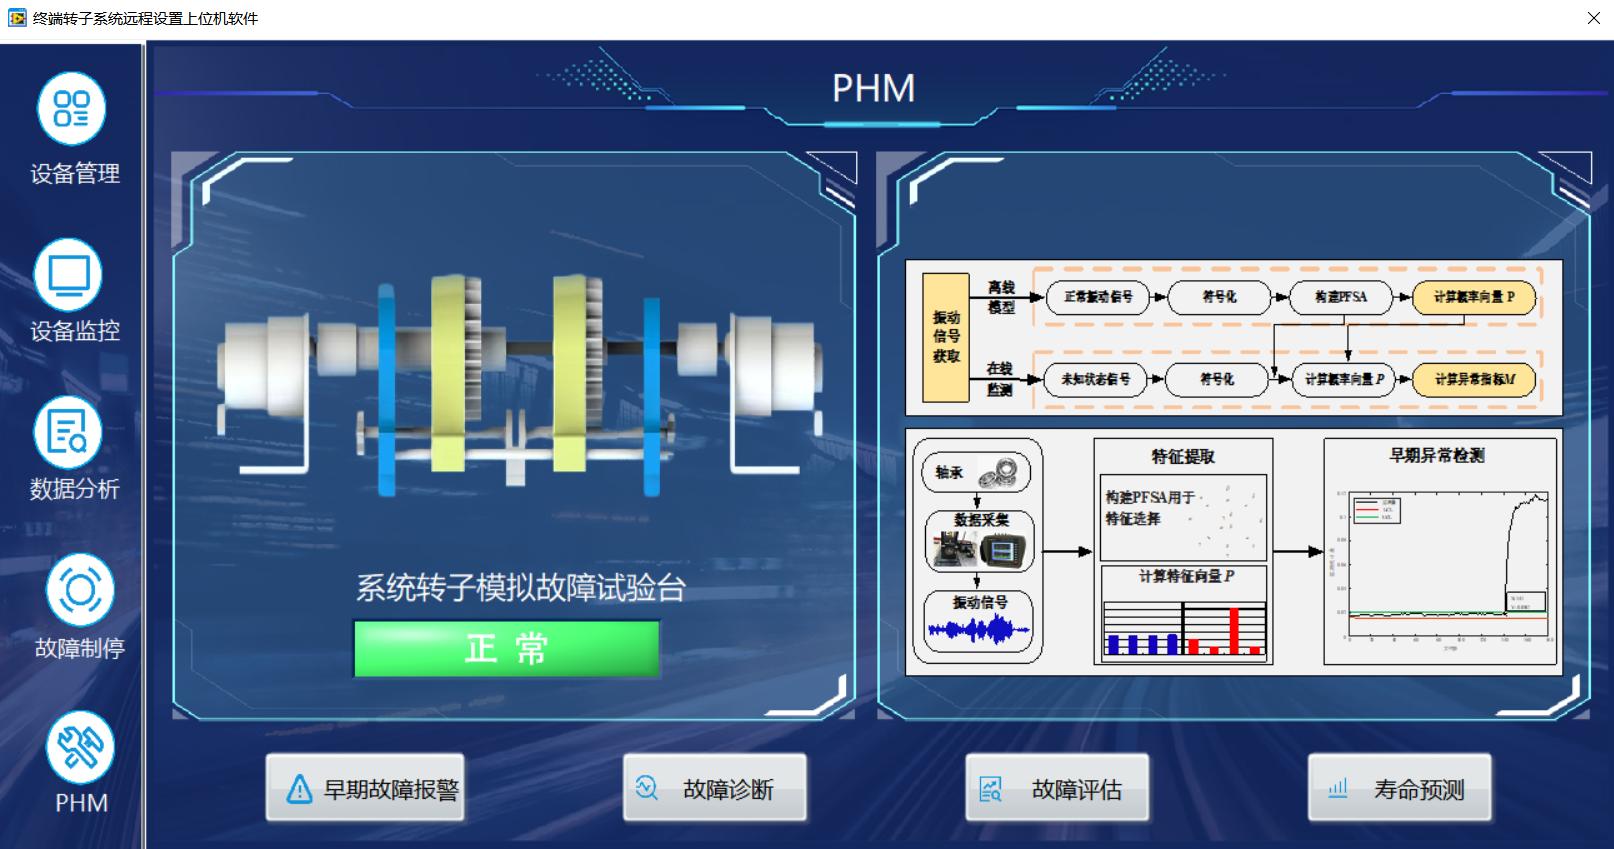 终端转子系统远程设置上位机软件
PHM
设备管理
设备监控
数据分析
故障制停
PHM
系统转子模拟故障试验台
正常
振动
信号
获取
离线
模型
正常振动信号
符号化
构建PFSA
计算概率向量 P
在线
监测
未知状态信号
符号化
计算概率向量 P
计算异常指标M
轴承
数据采集
振动信号
特征提取
构建PFSA用于
特征选择
计算特征向量 P
早期异常检测
早期故障报警
故障诊断
故障评估
寿命预测